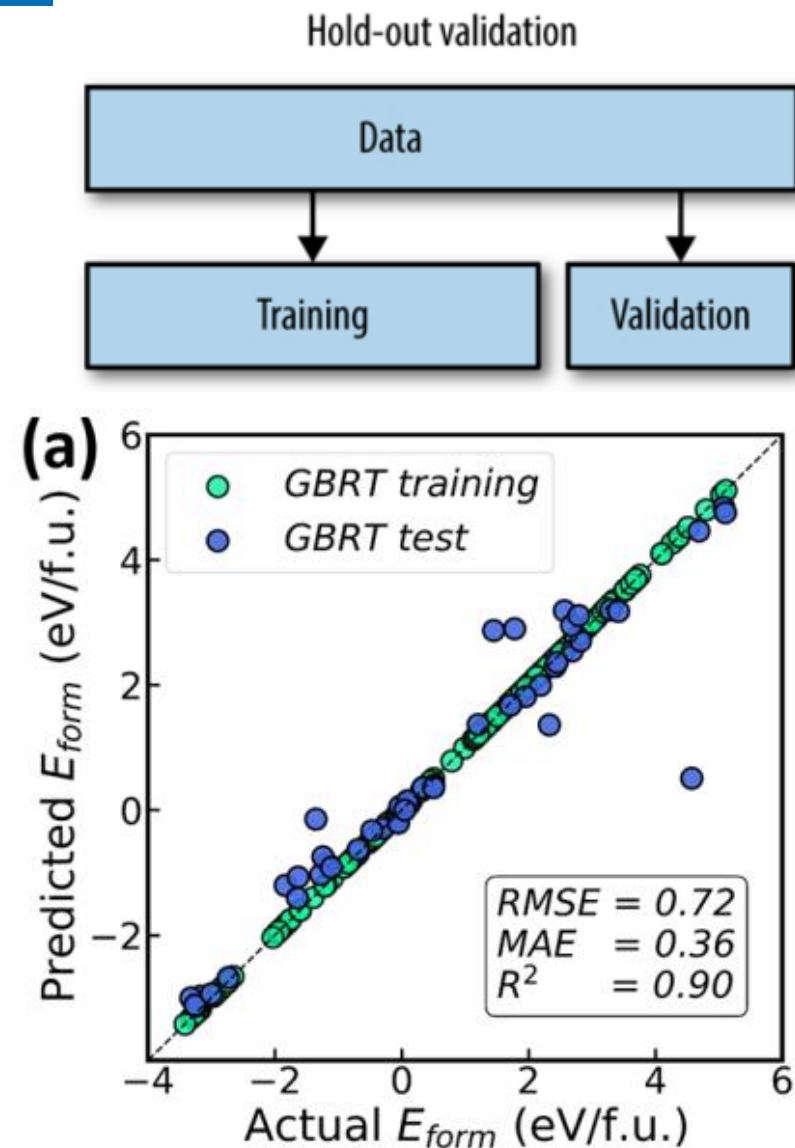 Hold-out validation
Data
Training
Validation
(a)
GBRT training
GBRT test
Predicted E_form (eV/f.u.)
6
4
2
0
−2
RMSE = 0.72
MAE = 0.36
R² = 0.90
−4 −2 0 2 4 6
Actual E_form (eV/f.u.)